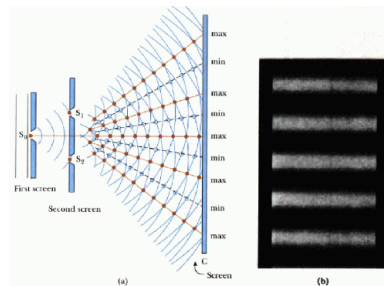 max
min
S₁
max
min
S₀
max
min
S₂
max
First screen
min
Second screen
max
C
Screen
(a)
(b)